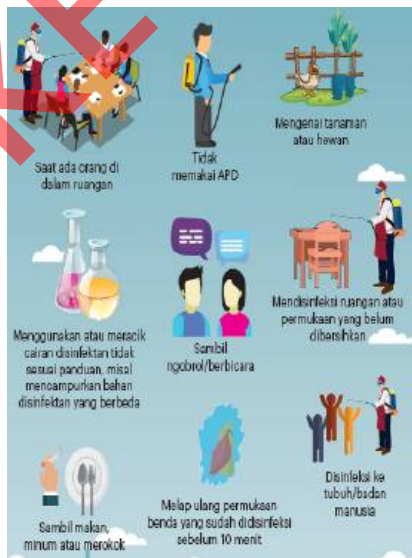 Saat ada orang di
dalam ruangan
Tidak
memakai APD
Mengenai tanaman
atau hewan
Menggunakan atau meracik
cairan disinfektan tidak
sesuai panduan, misal
mencampurkan bahan
disinfektan yang berbeda
Sambil
ngobrol/berbicara
Mendisinfeksi ruangan atau
permukaan yang belum
dibersihkan
Sambil makan,
minum atau merokok
Melap ulang permukaan
benda yang sudah didisinfeksi
sebelum 10 menit
Disinfeksi ke
tubuh/badan
manusia